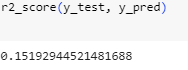 r2_score(y_test, y_pred)
0.15192944521481688